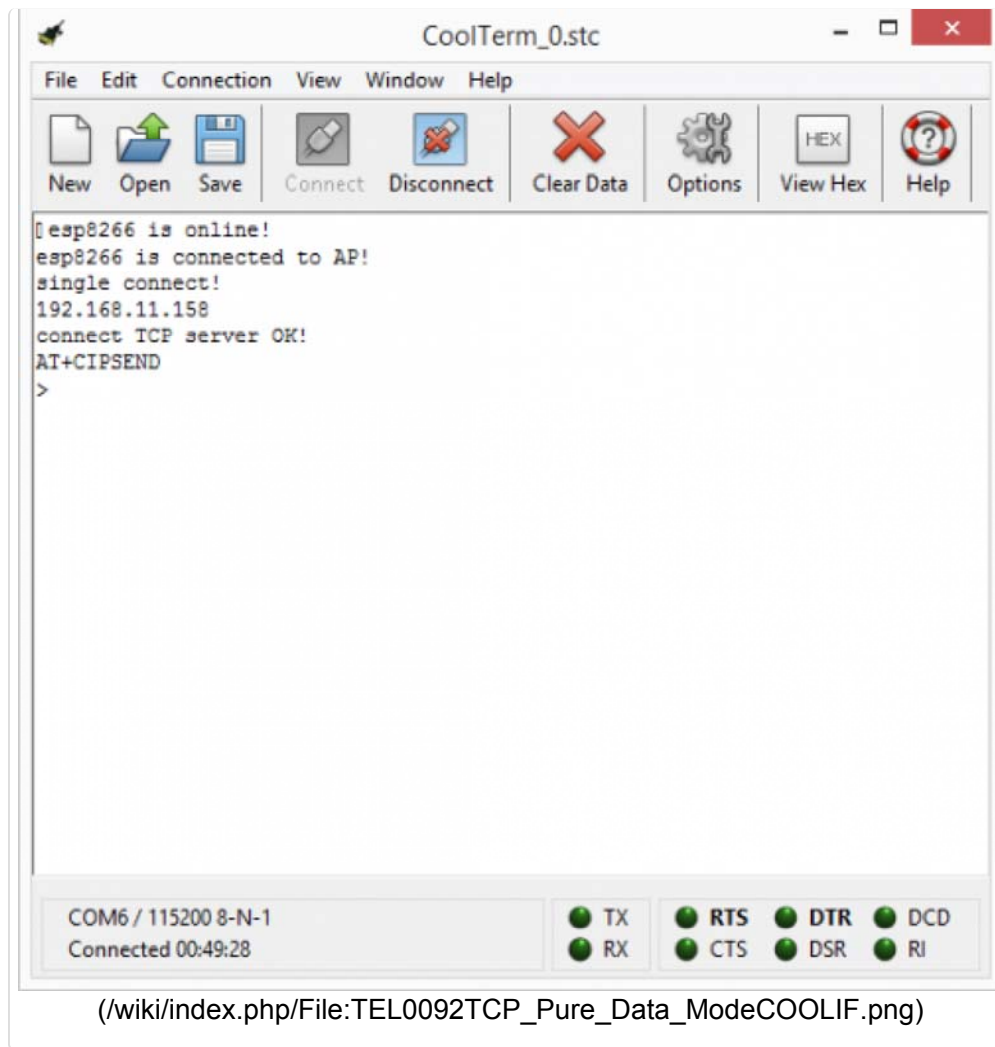 CoolTerm_0.stc
File Edit Connection View Window Help
New Open Save Connect Disconnect Clear Data Options HEX View Hex ? Help
esp8266 is online!
esp8266 is connected to AP!
single connect!
192.168.11.158
connect TCP server OK!
AT+CIPSEND
>
COM6 / 115200 8-N-1 TX RTS DTR DCD
Connected 00:49:28 RX CTS DSR RI
(/wiki/index.php/File:TEL0092TCP_Pure_Data_ModeCOOLIF.png)